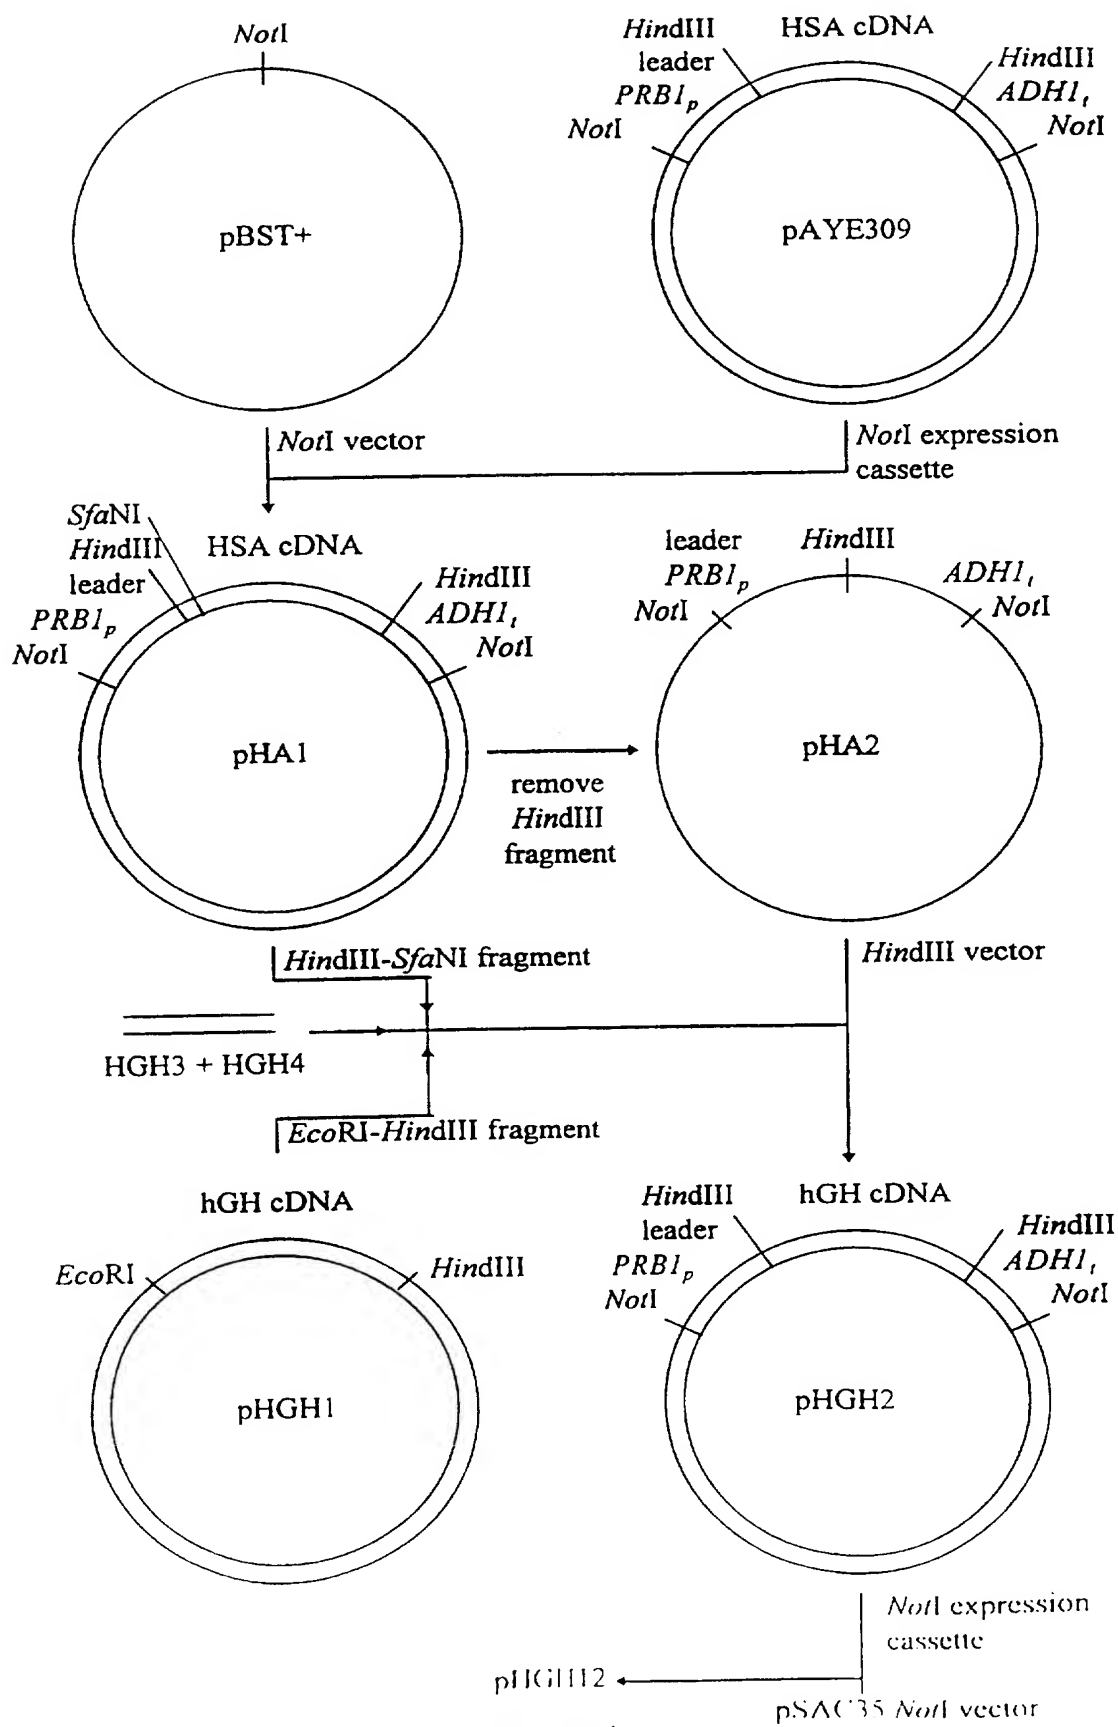 NotI
pBST+
HindIII
leader
PRB1p
NotI
HSA cDNA
HindIII
ADH1t
NotI
pAYE309
NotI vector
NotI expression
cassette
SfaNI
HindIII
leader
PRB1p
NotI
HSA cDNA
HindIII
ADH1t
NotI
pHA1
remove
HindIII
fragment
leader
PRB1p
NotI
HindIII
ADH1t
NotI
pHA2
HindIII-SfaNI fragment
HindIII vector
HGH3 + HGH4
EcoRI-HindIII fragment
hGH cDNA
EcoRI
HindIII
pHGH1
HindIII
leader
PRB1p
NotI
hGH cDNA
HindIII
ADH1t
NotI
pHGH2
NotI expression
cassette
pHGH12
pSAC35 NotI vector